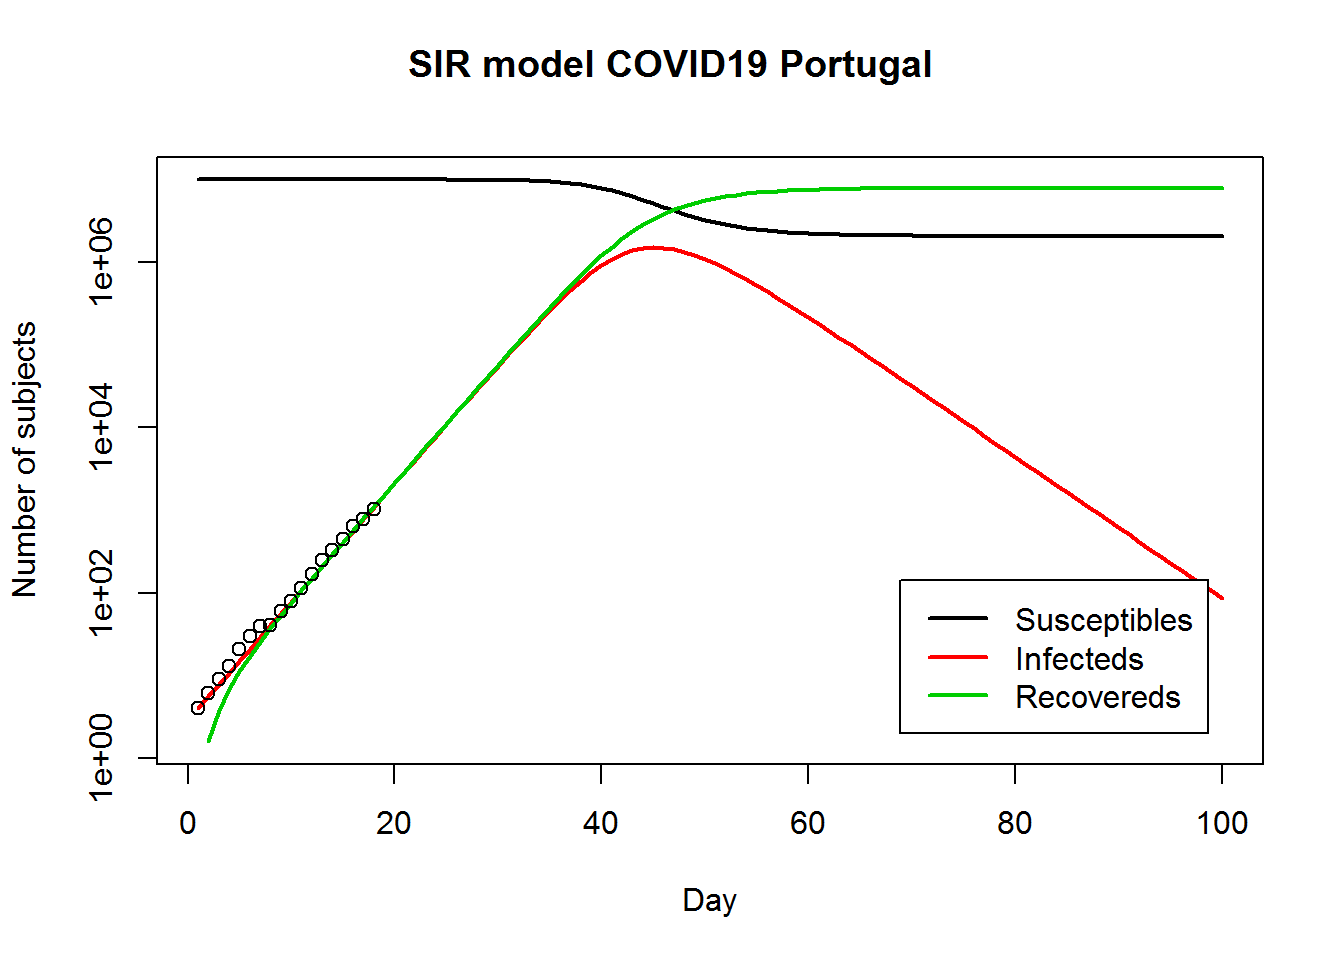 SIR model COVID19 Portugal
Number of subjects
1e+06
1e+04
1e+02
1e+00
Susceptibles
Infecteds
Recovereds
0 20 40 60 80 100
Day